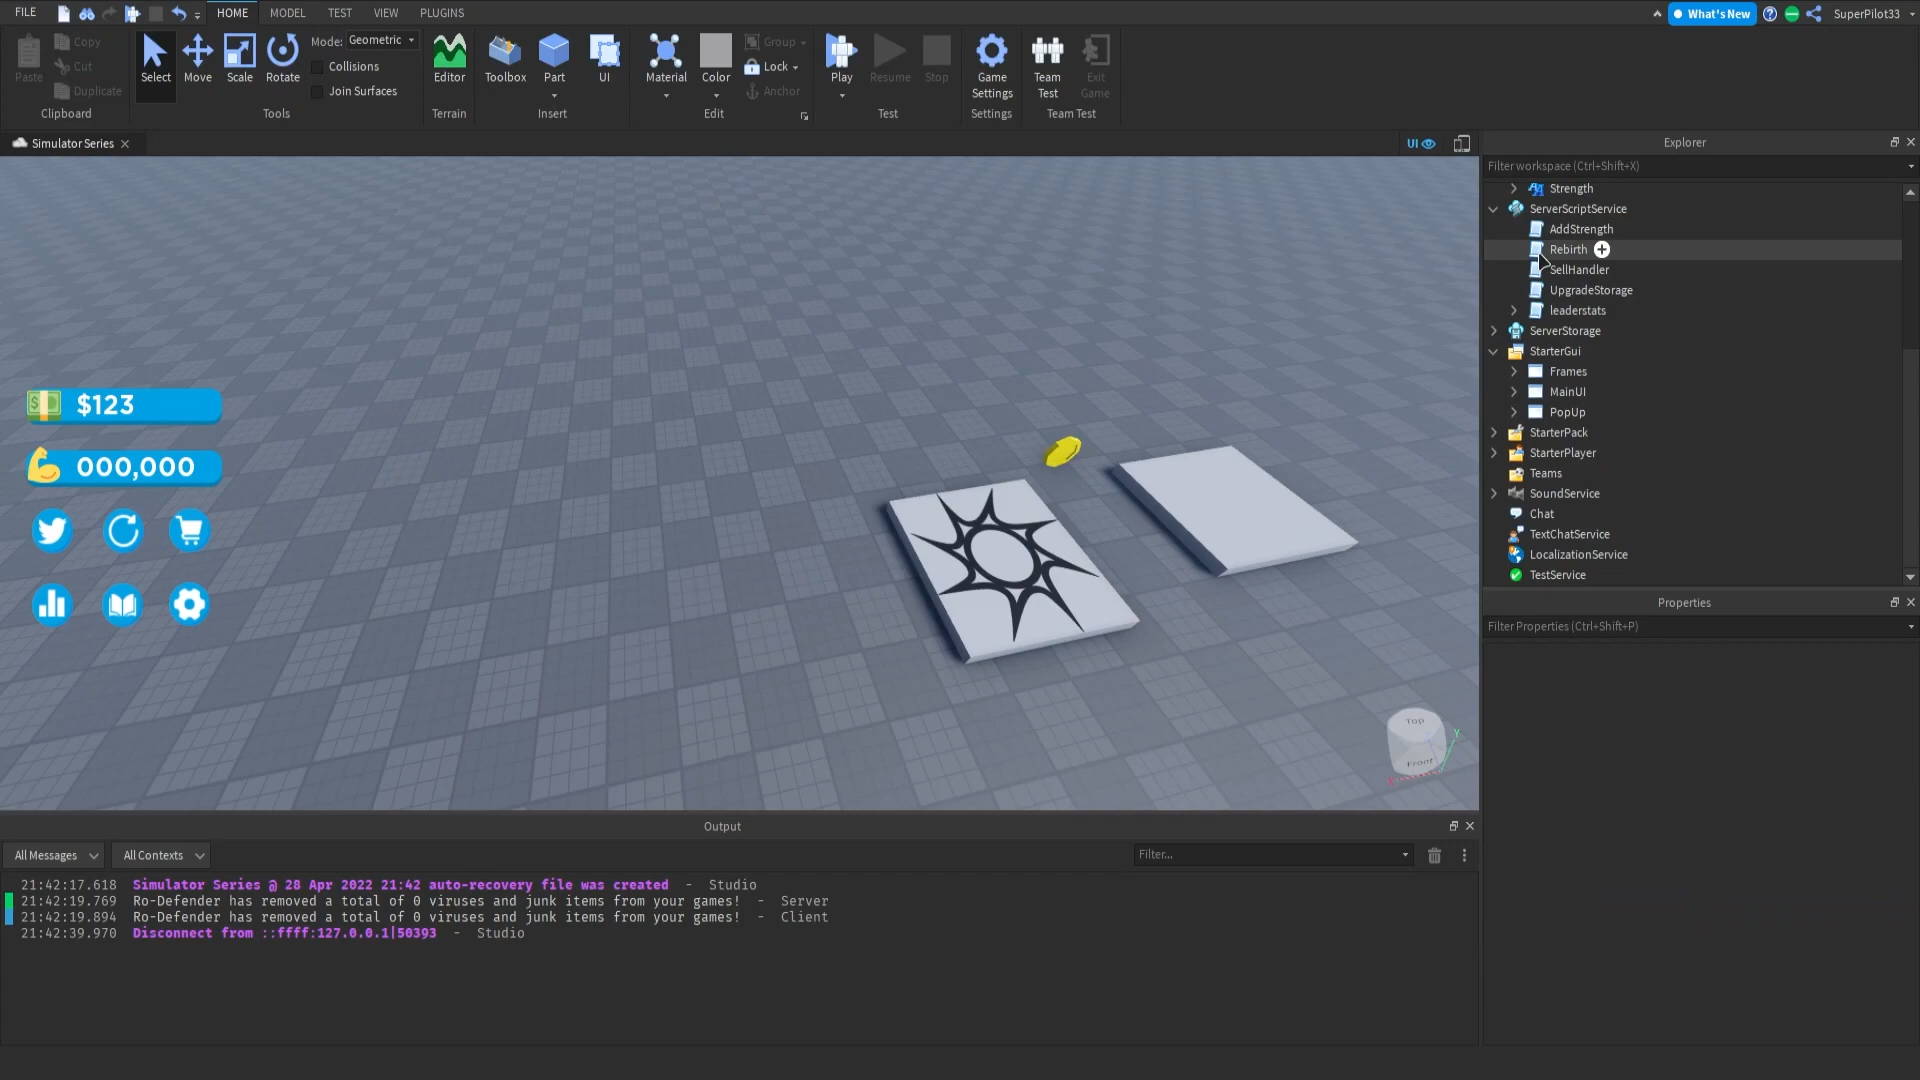 FILE HOME MODEL TEST VIEW PLUGINS What's New SuperPilot33
Paste Copy Cut Duplicate Clipboard
Select Move Scale Rotate Mode: Geometric Collisions Join Surfaces Tools
Editor Terrain
Toolbox Part UI Insert
Material Color Group Lock Anchor Edit
Play Resume Stop Test
Game Settings Settings
Team Test Exit Game Team Test
Simulator Series UI
$123
000,000
Top
Front
Y
Explorer
Filter workspace (Ctrl+Shift+X)
Strength
ServerScriptService
AddStrength
Rebirth
SellHandler
UpgradeStorage
leaderstats
ServerStorage
StarterGui
Frames
MainUI
PopUp
StarterPack
StarterPlayer
Teams
SoundService
Chat
TextChatService
LocalizationService
TestService
Properties
Filter Properties (Ctrl+Shift+P)
Output
All Messages All Contexts Filter...
21:42:17.618 Simulator Series @ 28 Apr 2022 21:42 auto-recovery file was created - Studio
21:42:19.769 Ro-Defender has removed a total of 0 viruses and junk items from your games! - Server
21:42:19.894 Ro-Defender has removed a total of 0 viruses and junk items from your games! - Client
21:42:39.970 Disconnect from ::ffff:127.0.0.1|50393 - Studio